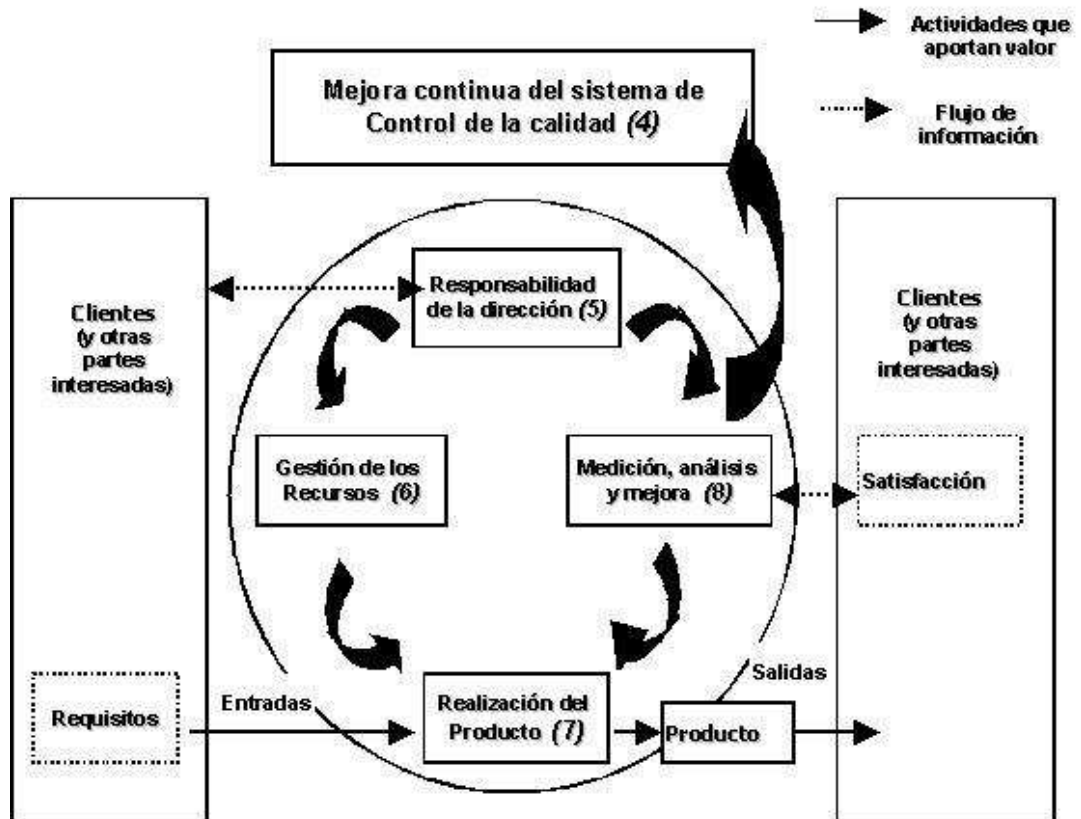 Actividades que
aportan valor
Mejora continua del sistema de
Control de la calidad (4)
Flujo de
información
Responsabilidad
de la dirección (5)
Clientes
(y otras
partes
interesadas)
Clientes
(y otras
partes
interesadas)
Gestión de los
Recursos (6)
Medición, análisis
y mejora (8)
Satisfacción
Requisitos
Entradas
Realización del
Producto (7)
Producto
Salidas